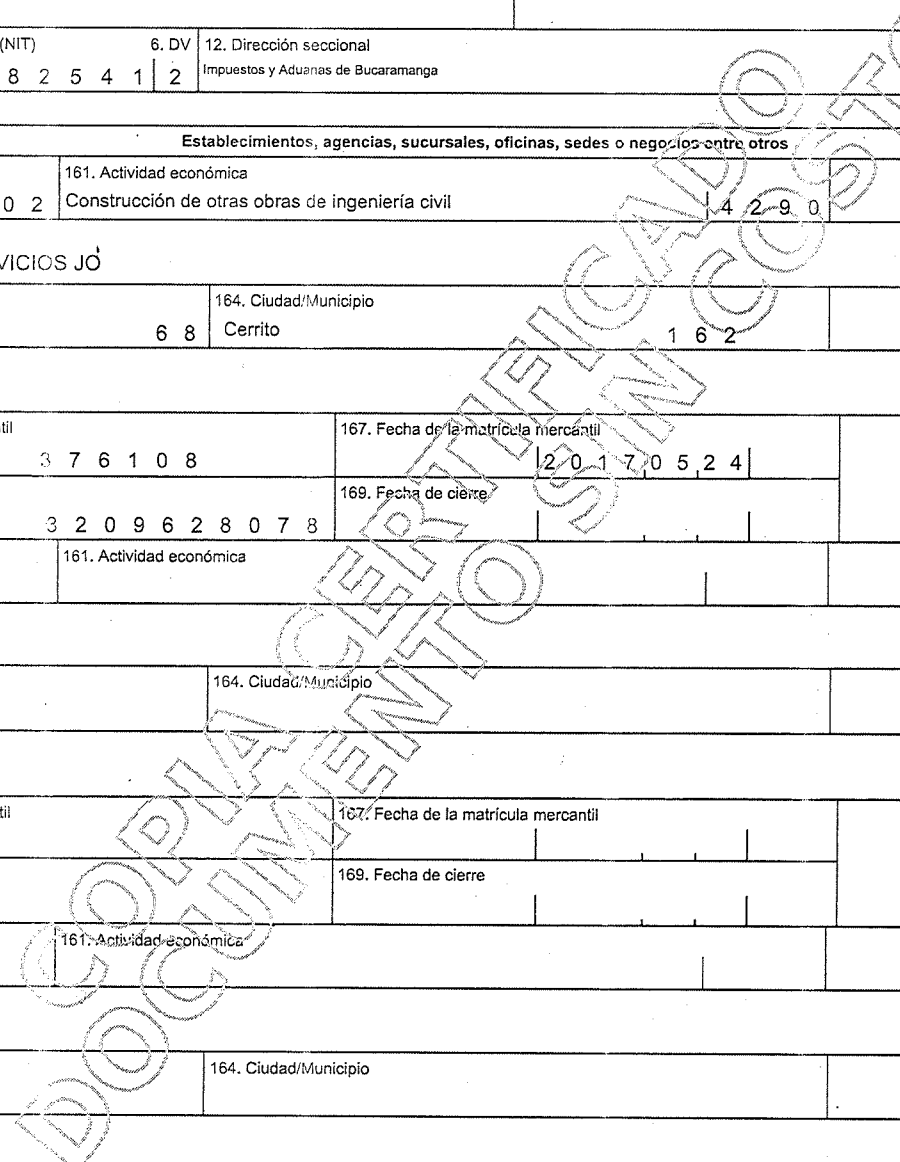 (NIT) 6. DV 12. Dirección seccional
8 2 5 4 1 2 Impuestos y Aduanas de Bucaramanga
Establecimientos, agencias, sucursales, oficinas, sedes o negocios entre otros
161. Actividad económica
0 2 Construcción de otras obras de ingeniería civil 4 2 9 0
VICIOS JO
164. Ciudad/Municipio
6 8 Cerrito 1 6 2
til 167. Fecha de la matrícula mercantil
3 7 6 1 0 8 2 0 1 7 0 5 2 4
169. Fecha de cierre
3 2 0 9 6 2 8 0 7 8
161. Actividad económica
164. Ciudad/Municipio
til 167. Fecha de la matrícula mercantil
169. Fecha de cierre
161. Actividad económica
164. Ciudad/Municipio
COPIA CERTIFICADO
DOCUMENTO SIN COSTO